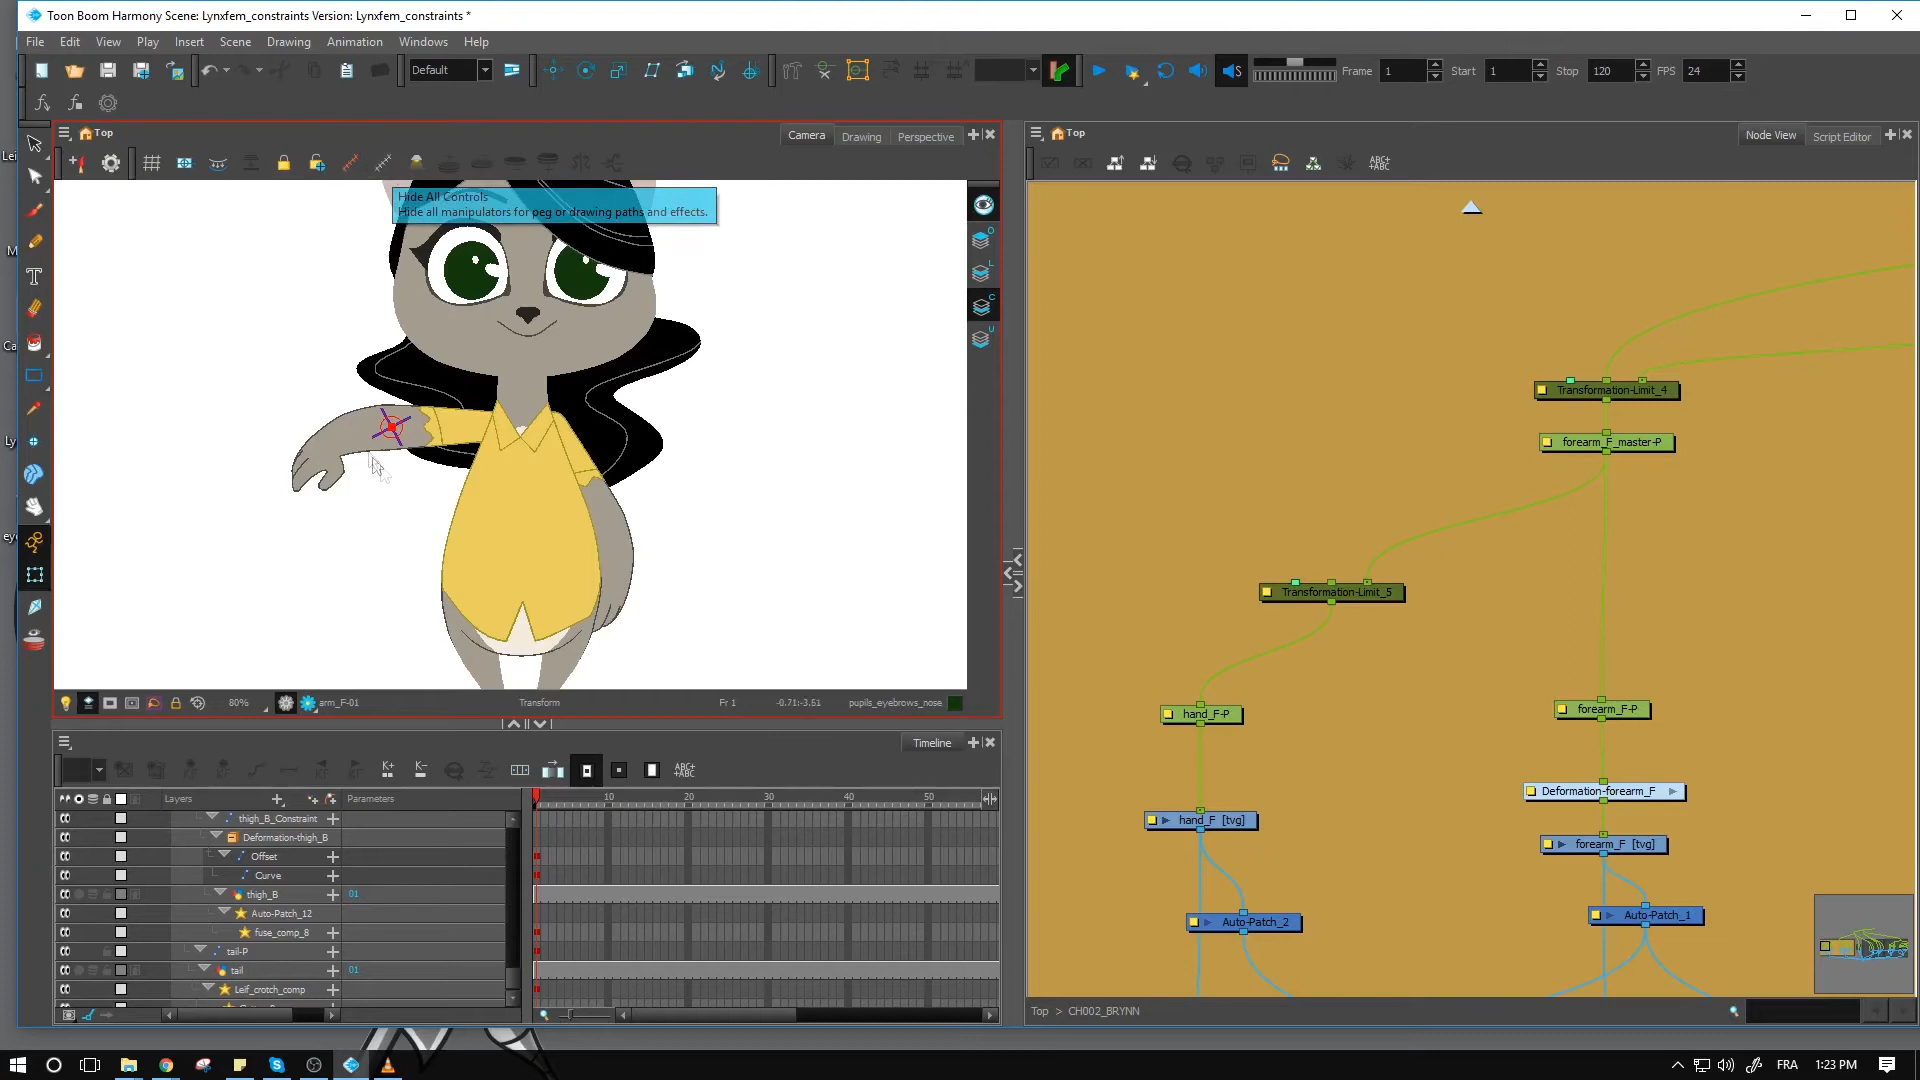 Toon Boom Harmony Scene: Lynxfem_constraints Version: Lynxfem_constraints *
File Edit View Play Insert Scene Drawing Animation Windows Help
Default
Frame 1 Start 1 Stop 120 FPS 24
Top
Camera Drawing Perspective
Top
Node View Script Editor
Hide All Controls
Hide all manipulators for peg or drawing paths and effects.
Transformation-Limit_4
forearm_F_master-P
Transformation-Limit_5
hand_F-P
forearm_F-P
Deformation-forearm_F
hand_F [tvg]
forearm_F [tvg]
Auto-Patch_2
Auto-Patch_1
80% arm_F-01 Transform Fr 1 -0.71:-3.51 pupils_eyebrows_nose
Timeline
Layers Parameters
10 20 30 40 50
thigh_B_Constraint
Deformation-thigh_B
Offset
Curve
thigh_B 01
Auto-Patch_12
fuse_comp_8
tail-P
tail 01
Leif_crotch_comp
Top > CH002_BRYNN
FRA 1:23 PM